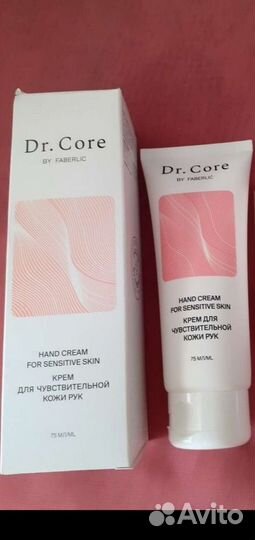 Dr. Core
BY FABERLIC
HAND CREAM
FOR SENSITIVE SKIN
КРЕМ
ДЛЯ ЧУВСТВИТЕЛЬНОЙ
КОЖИ РУК
75 МЛ/ML
Dr. Core
BY FABERLIC
HAND CREAM
FOR SENSITIVE SKIN
КРЕМ ДЛЯ
ЧУВСТВИТЕЛЬНОЙ
КОЖИ РУК
75 МЛ/ML
Avito